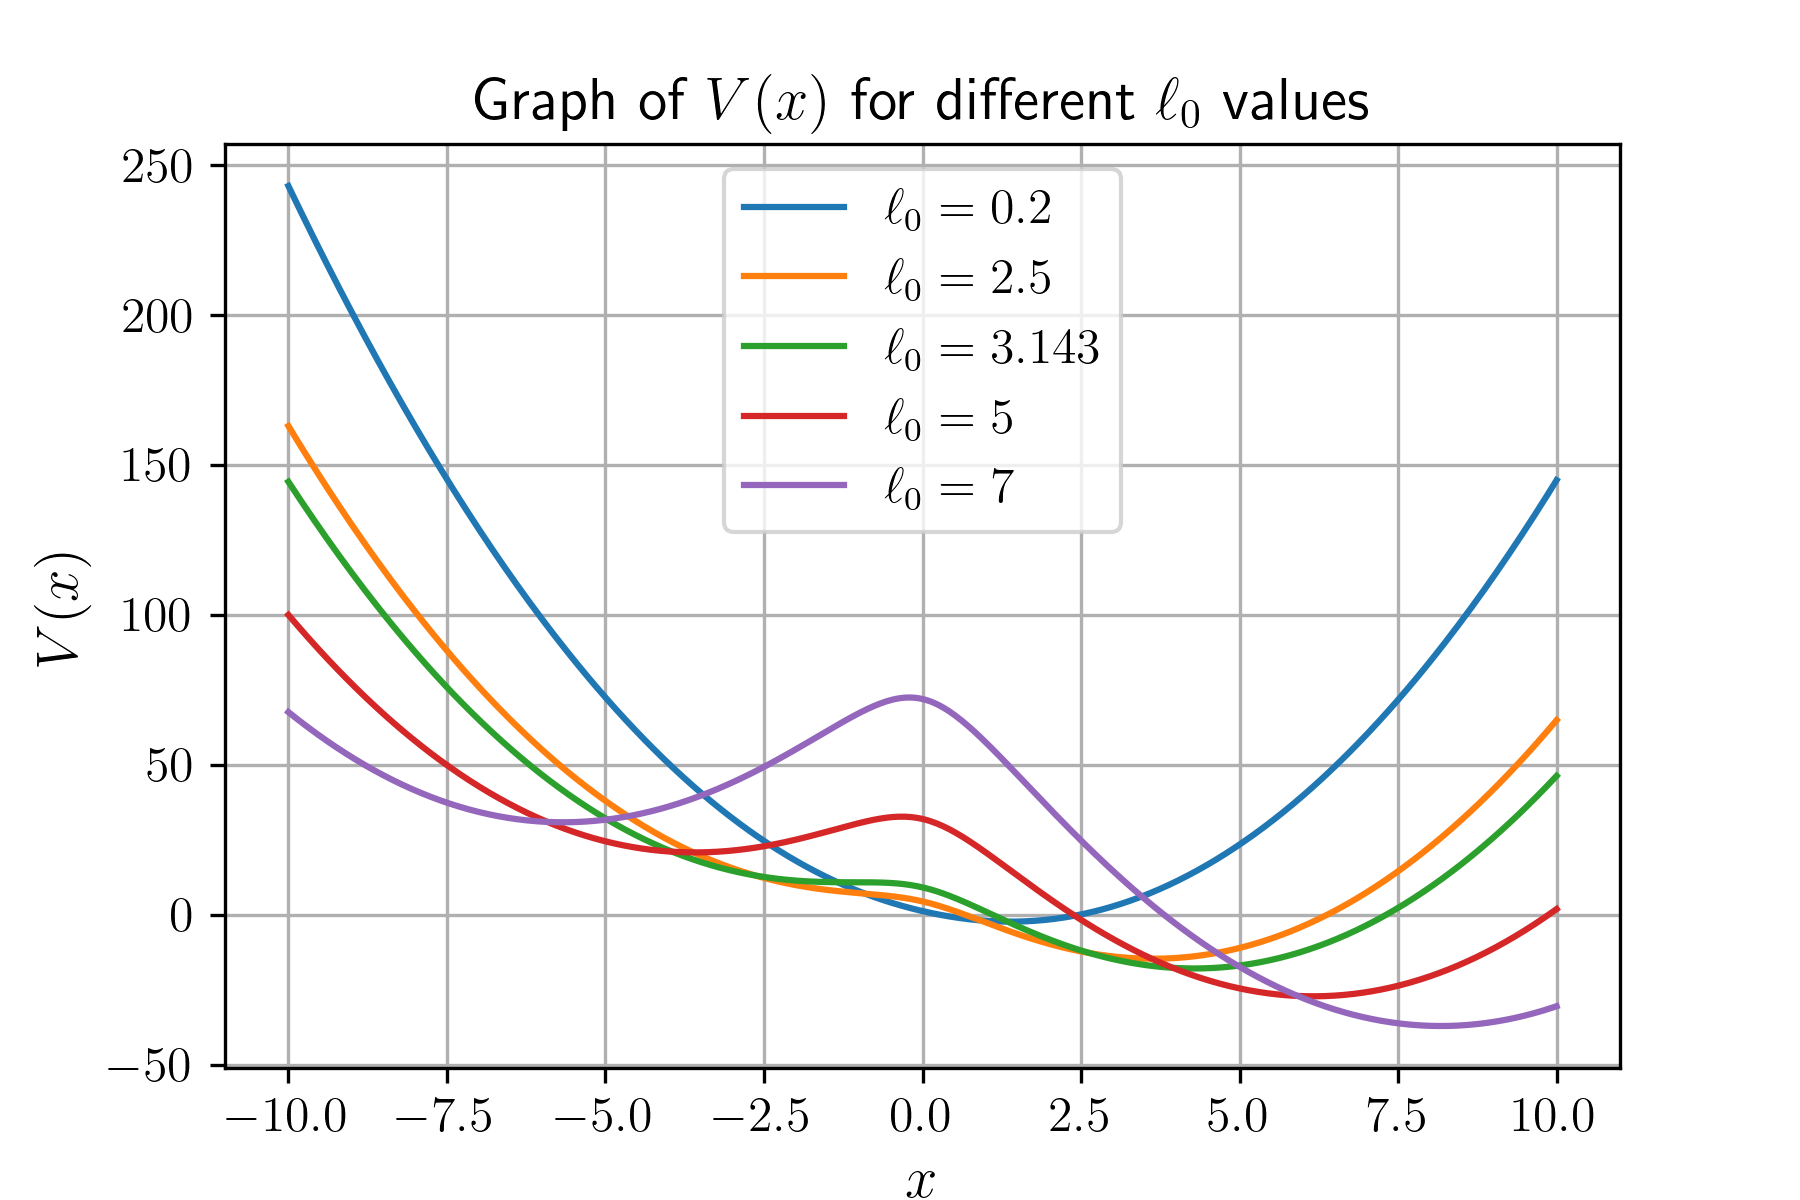 Graph of V(x) for different ℓ₀ values
250
200
150
100
50
0
−50
V(x)
ℓ₀ = 0.2
ℓ₀ = 2.5
ℓ₀ = 3.143
ℓ₀ = 5
ℓ₀ = 7
−10.0 −7.5 −5.0 −2.5 0.0 2.5 5.0 7.5 10.0
x